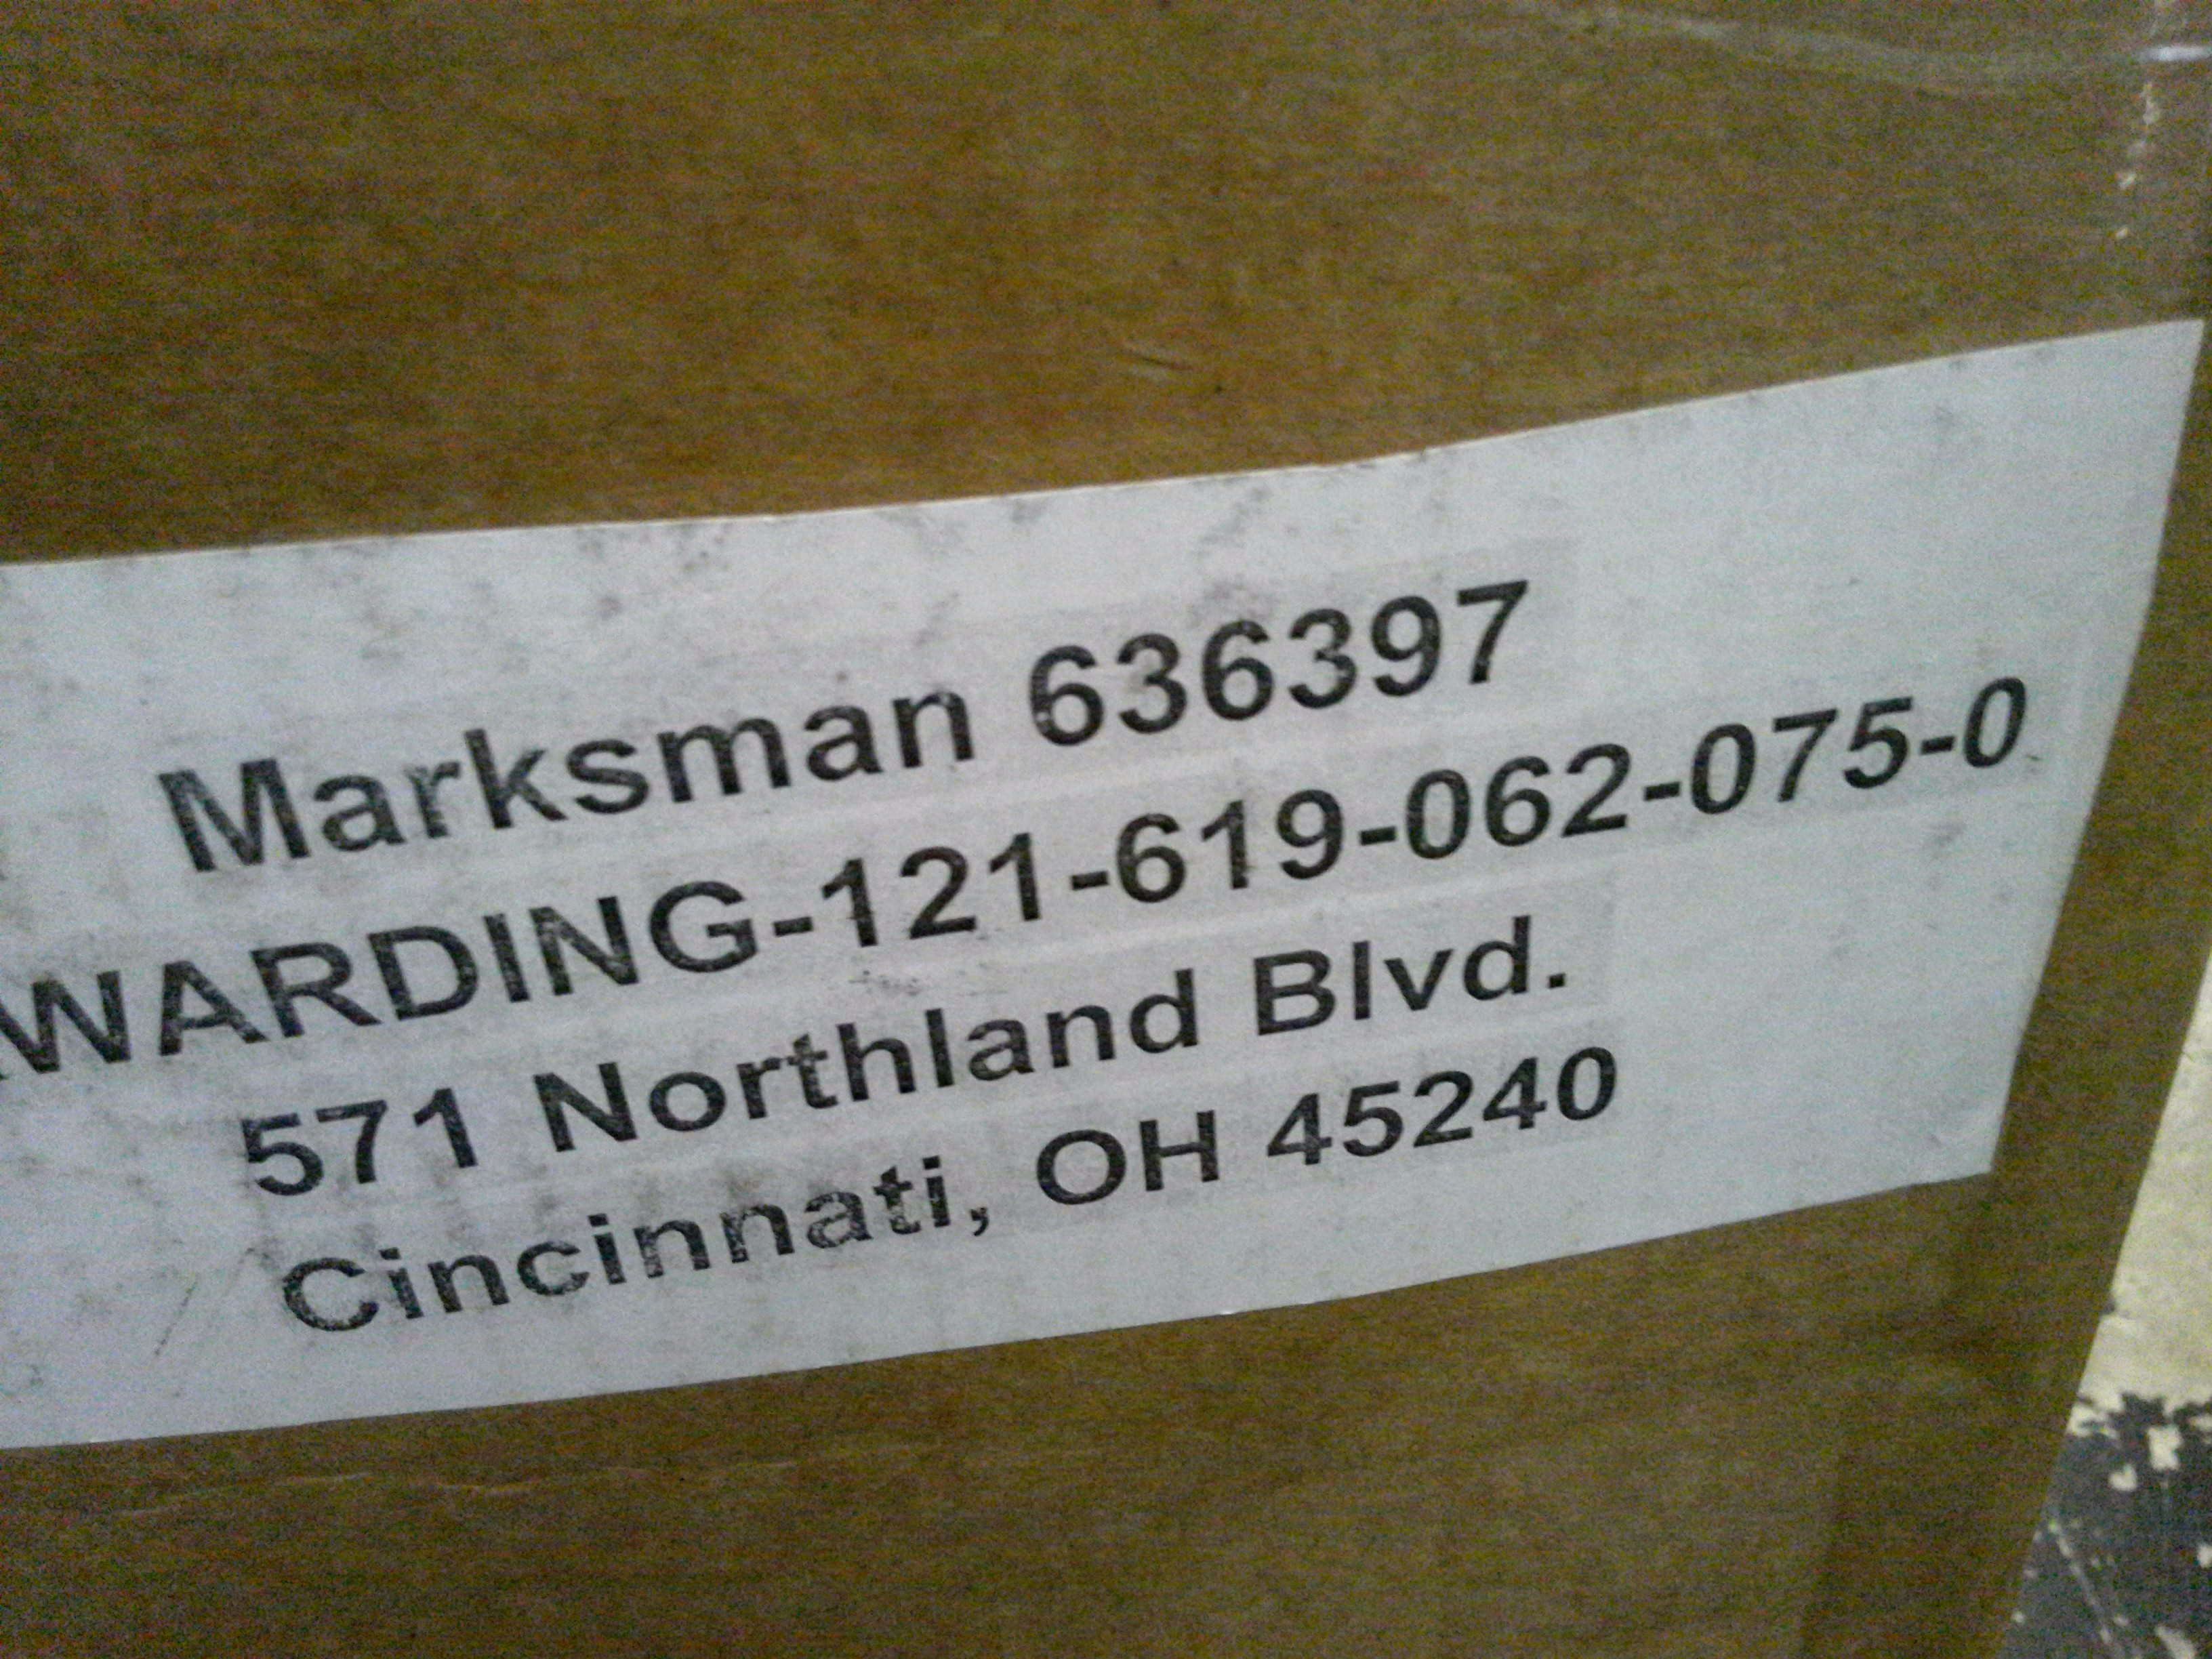 Marksman 636397
WARDING-121-619-062-075-0
571 Northland Blvd.
Cincinnati, OH 45240